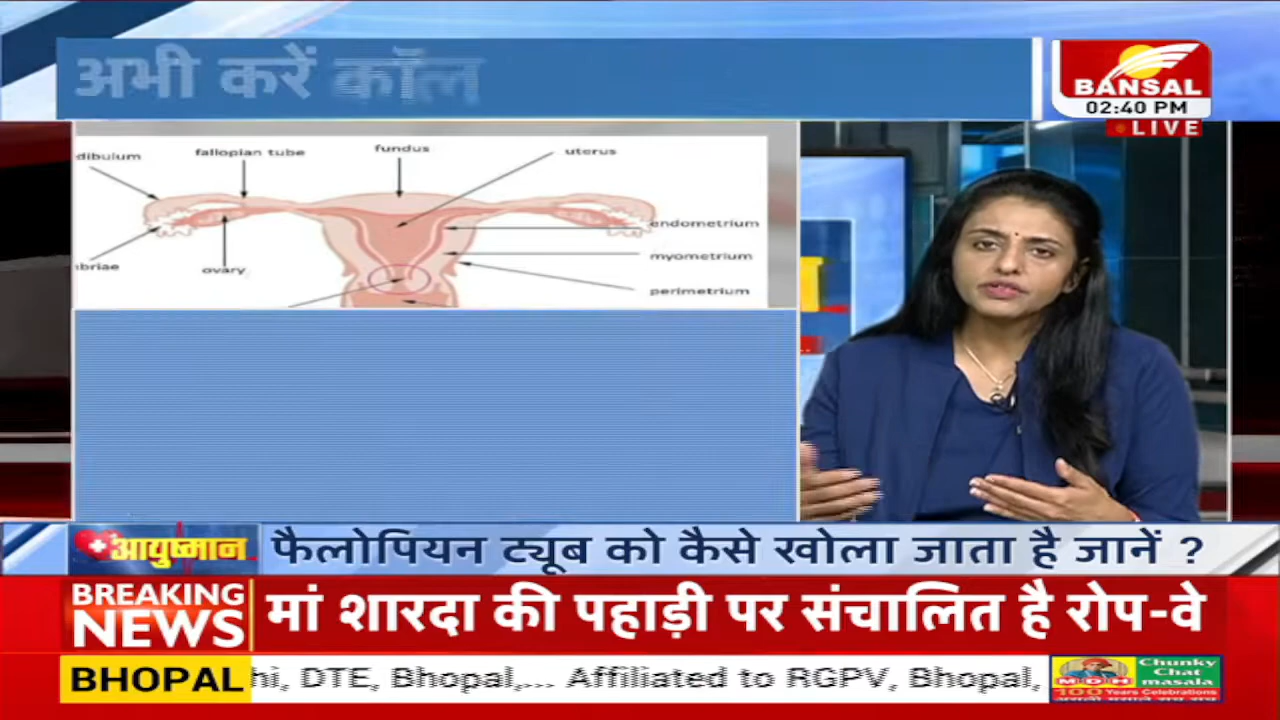 अभी करें कॉल
BANSAL
02:40 PM
LIVE
dibulum
fallopian tube
fundus
uterus
endometrium
myometrium
perimetrium
briae
ovary
आयुष्मान
फैलोपियन ट्यूब को कैसे खोला जाता है जानें ?
BREAKING NEWS
मां शारदा की पहाड़ी पर संचालित है रोप-वे
BHOPAL
hi, DTE, Bhopal,... Affiliated to RGPV, Bhopal,
MDH
Chunky Chat masala
100 Years Celebrations